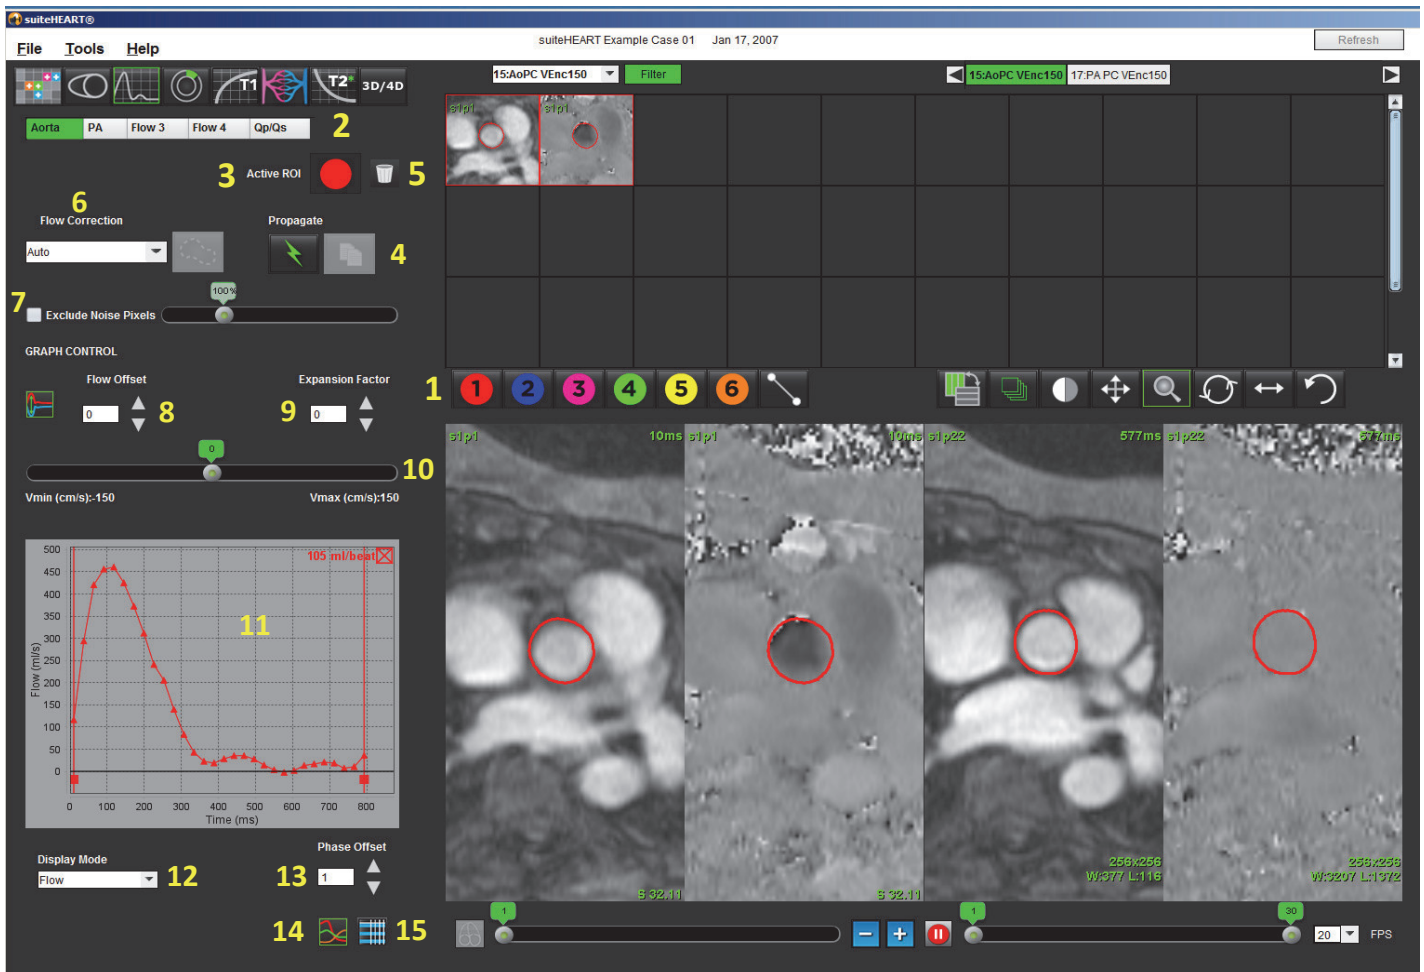 suiteHEART®
File Tools Help
suiteHEART Example Case 01 Jan 17, 2007
Refresh
T1 T2* 3D/4D
15:AoPC VEnc150 Filter
15:AoPC VEnc150 17:PA PC VEnc150
Aorta PA Flow 3 Flow 4 Qp/Qs 2
s1p1 s1p1
3 Active ROI 5
6
Flow Correction Propagate
Auto 4
100%
7 Exclude Noise Pixels
GRAPH CONTROL
Flow Offset Expansion Factor
0 8 9 0
1 1 2 3 4 5 6
0
10
Vmin (cm/s):-150 Vmax (cm/s):150
s1p1 10ms s1p1 10ms s1p22 577ms s1p22 577ms
105 ml/beat
11
500
450
400
350
300
250
200
150
100
50
0
Flow (ml/s)
0 100 200 300 400 500 600 700 800
Time (ms)
256x256 256x256
W:377 L:116 W:3207 L:1372
S 32.11 S 32.11
Display Mode Phase Offset
Flow 12 13 1
14 15
1 1 30
20 FPS